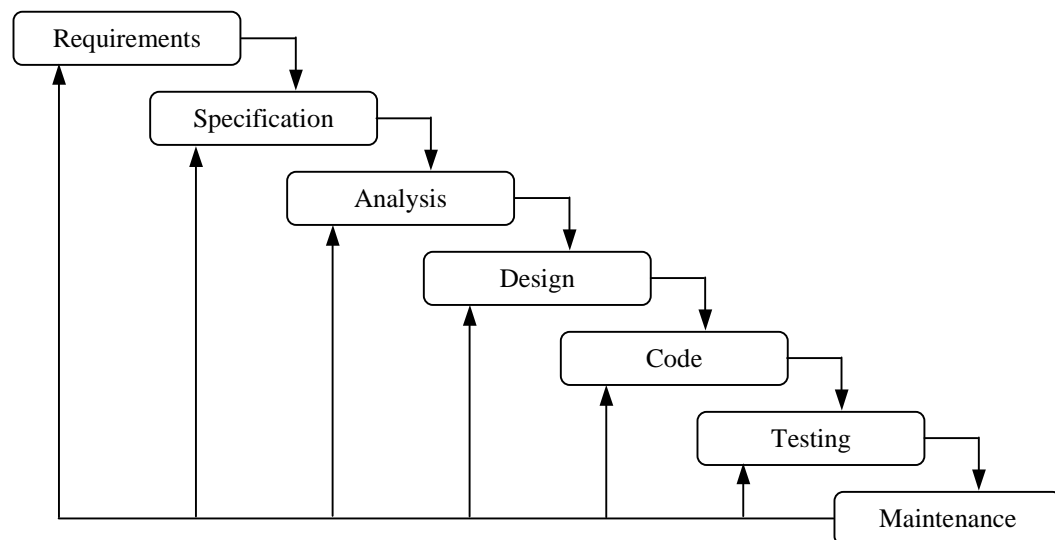 Requirements
Specification
Analysis
Design
Code
Testing
Maintenance